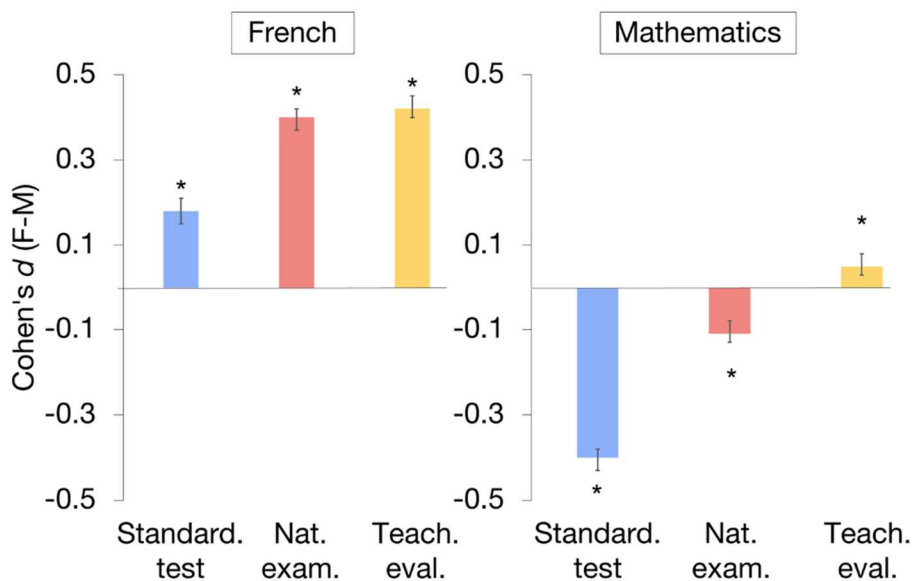 French
Mathematics
Cohen's d (F-M)
0.5
0.3
0.1
-0.1
-0.3
-0.5
*
*
*
Standard.
test
Nat.
exam.
Teach.
eval.
0.5
0.3
0.1
-0.1
-0.3
-0.5
*
*
*
Standard.
test
Nat.
exam.
Teach.
eval.